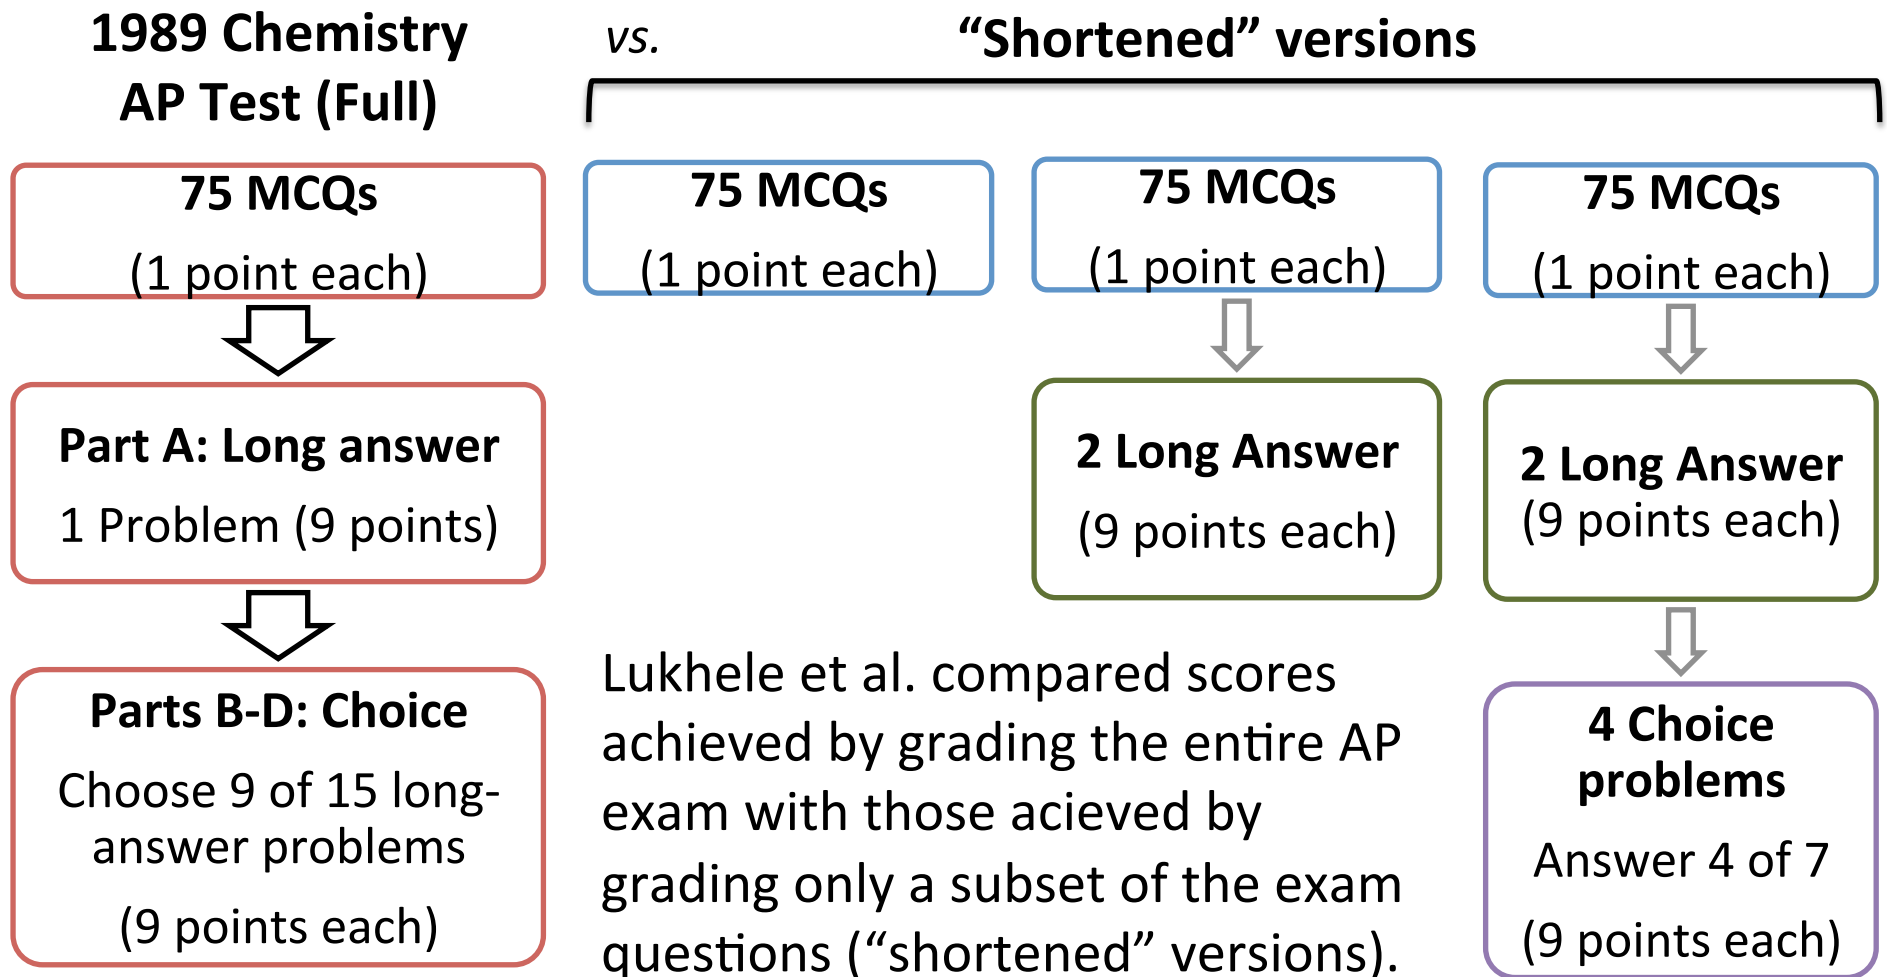 1989 Chemistry
AP Test (Full)
vs.
“Shortened” versions
75 MCQs
(1 point each)
Part A: Long answer
1 Problem (9 points)
Parts B-D: Choice
Choose 9 of 15 long-
answer problems
(9 points each)
75 MCQs
(1 point each)
75 MCQs
(1 point each)
2 Long Answer
(9 points each)
75 MCQs
(1 point each)
2 Long Answer
(9 points each)
4 Choice
problems
Answer 4 of 7
(9 points each)
Lukhele et al. compared scores
achieved by grading the entire AP
exam with those acieved by
grading only a subset of the exam
questions (“shortened” versions).